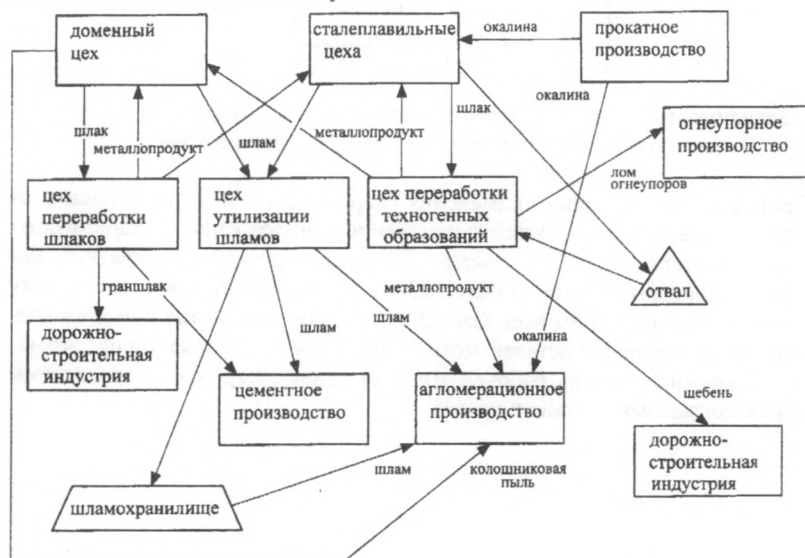 доменный
цех
сталеплавильные
цеха
окалина
прокатное
производство
окалина
шлак
металлопродукт
шлам
металлопродукт
шлак
огнеупорное
производство
лом
огнеупоров
цех
переработки
шлаков
цех
утилизации
шламов
цех переработки
техногенных
образований
отвал
граншлак
шлам
шлам
металлопродукт
окалина
дорожно-
строительная
индустрия
цементное
производство
агломерационное
производство
щебень
дорожно-
строительная
индустрия
шламохранилище
шлам
колошниковая
пыль